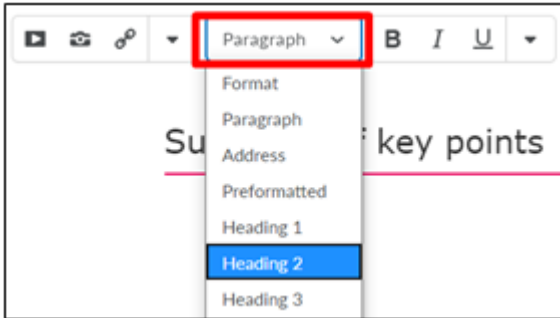 Paragraph B I U
Format
Paragraph
Address
Preformatted
Heading 1
Heading 2
Heading 3
key points